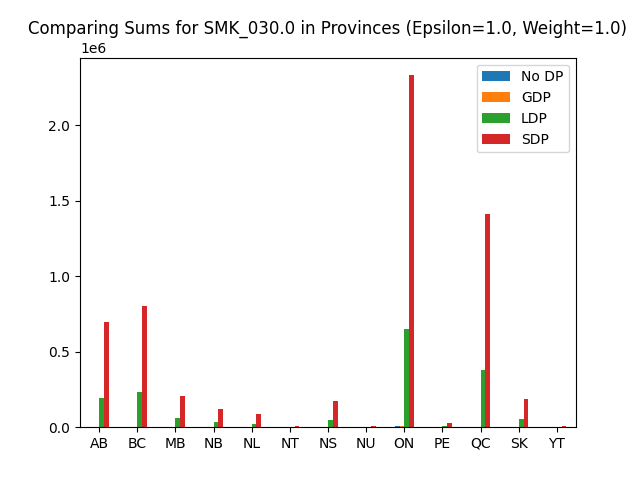 Comparing Sums for SMK_030.0 in Provinces (Epsilon=1.0, Weight=1.0)
1e6
No DP
GDP
LDP
SDP
2.0
1.5
1.0
0.5
0.0
AB BC MB NB NL NT NS NU ON PE QC SK YT